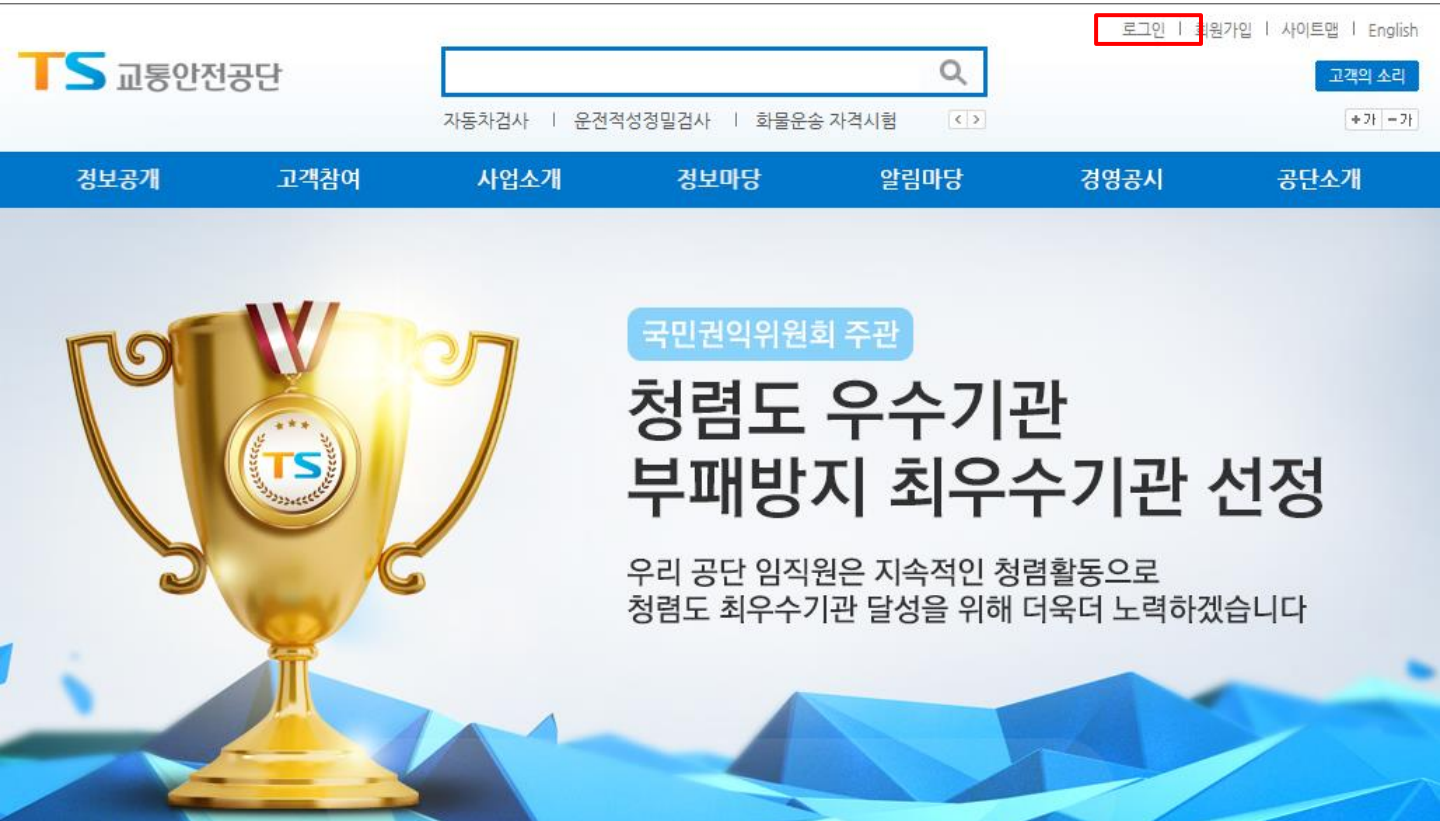 로그인 | 회원가입 | 사이트맵 | English
TS 교통안전공단
고객의 소리
자동차검사 | 운전적성정밀검사 | 화물운송 자격시험 < >
+가 -가
정보공개 고객참여 사업소개 정보마당 알림마당 경영공시 공단소개
국민권익위원회 주관
청렴도 우수기관
부패방지 최우수기관 선정
TS
우리 공단 임직원은 지속적인 청렴활동으로
청렴도 최우수기관 달성을 위해 더욱더 노력하겠습니다